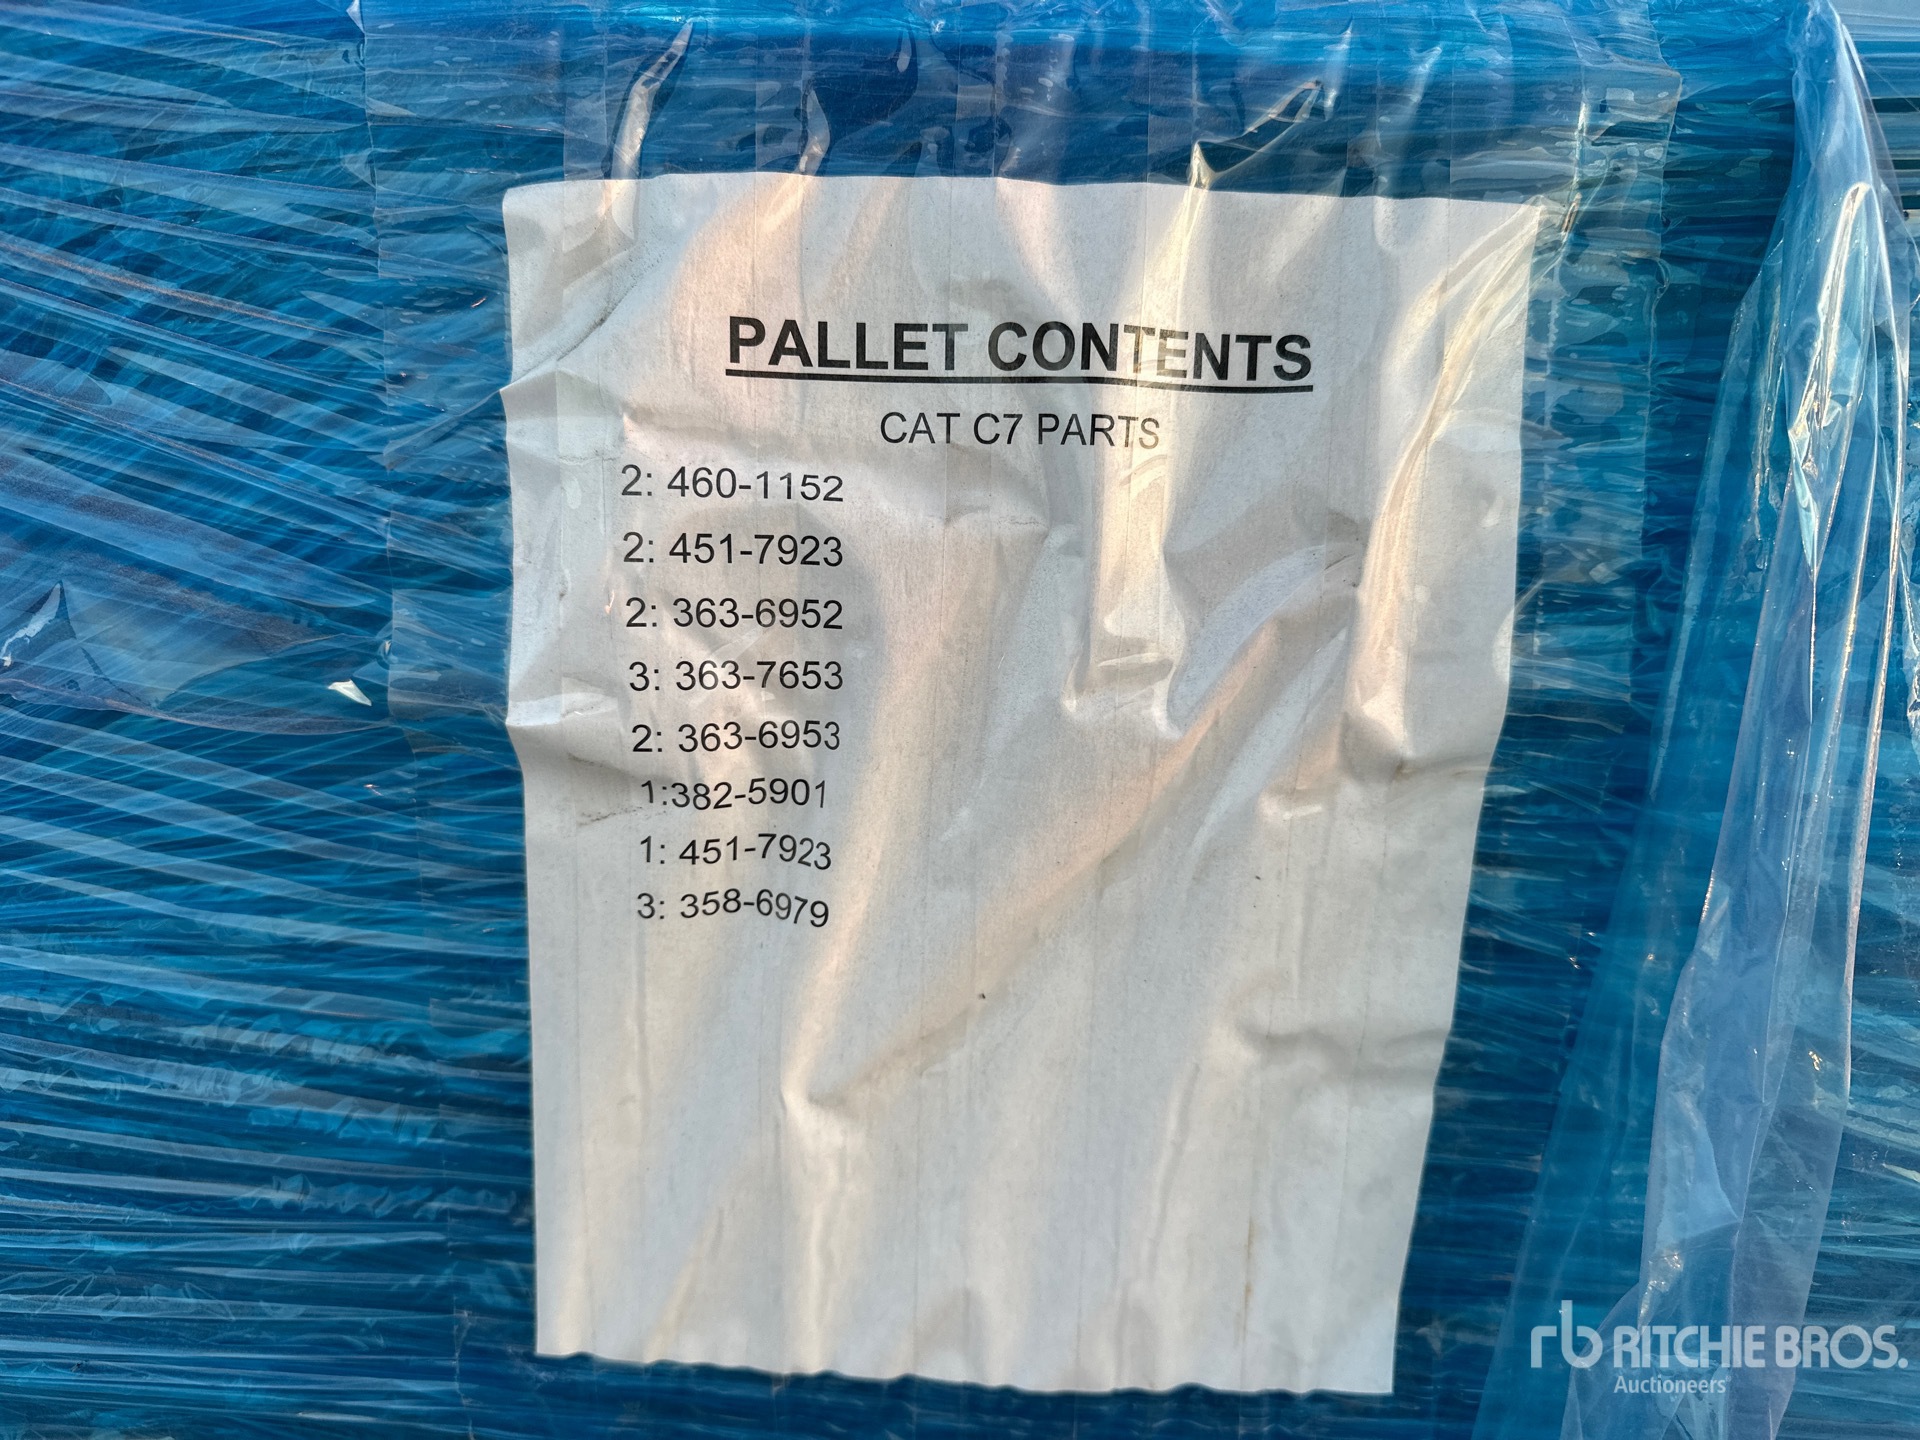 PALLET CONTENTS
CAT C7 PARTS
2: 460-1152
2: 451-7923
2: 363-6952
3: 363-7653
2: 363-6953
1:382-5901
1: 451-7923
3: 358-6979
rb RITCHIE BROS.
Auctioneers